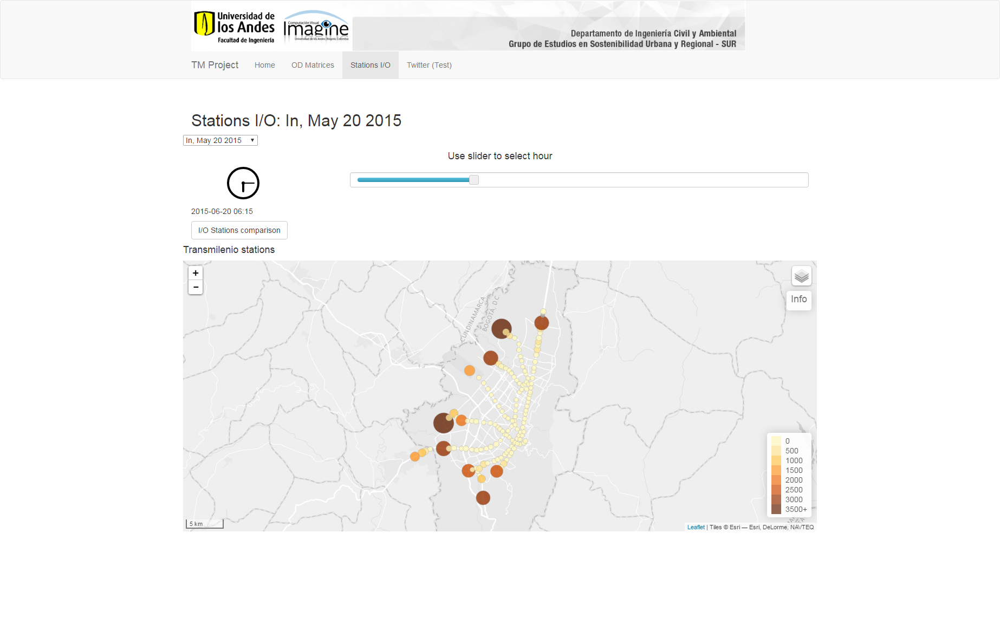 Universidad de
los Andes
Facultad de Ingeniería
Computación Visual
Imagine
Universidad de los Andes | Bogotá, Colombia
Departamento de Ingeniería Civil y Ambiental
Grupo de Estudios en Sostenibilidad Urbana y Regional - SUR
TM Project Home OD Matrices Stations I/O Twitter (Test)
Stations I/O: In, May 20 2015
In, May 20 2015
Use slider to select hour
2015-06-20 06:15
I/O Stations comparison
Transmilenio stations
+
−
Info
CUNDINAMARCA
BOGOTÁ, D.C.
0
500
1000
1500
2000
2500
3000
3500+
5 km
Leaflet | Tiles © Esri — Esri, DeLorme, NAVTEQ